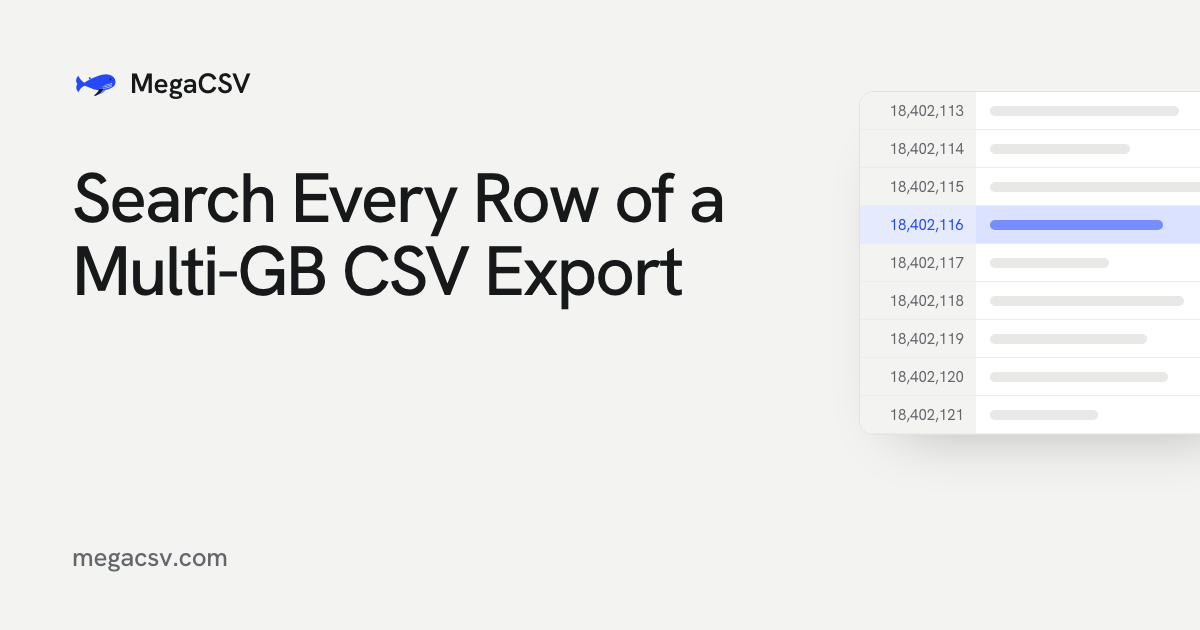 MegaCSV
Search Every Row of a
Multi-GB CSV Export
18,402,113
18,402,114
18,402,115
18,402,116
18,402,117
18,402,118
18,402,119
18,402,120
18,402,121
megacsv.com